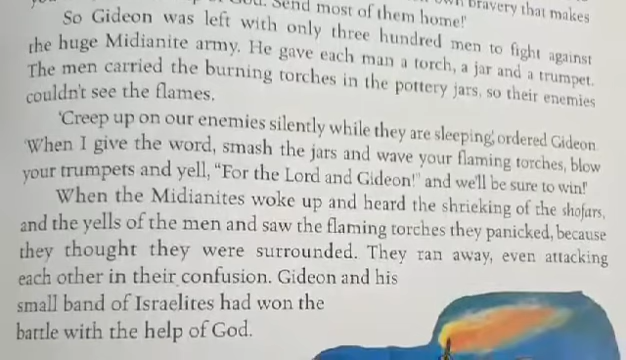 God. Send most of them home!'
own bravery that makes
So Gideon was left with only three hundred men to fight against
the huge Midianite army. He gave each man a torch, a jar and a trumpet.
The men carried the burning torches in the pottery jars, so their enemies
couldn't see the flames.
'Creep up on our enemies silently while they are sleeping,' ordered Gideon.
'When I give the word, smash the jars and wave your flaming torches, blow
your trumpets and yell, "For the Lord and Gideon!" and we'll be sure to win!'
When the Midianites woke up and heard the shrieking of the shofars,
and the yells of the men and saw the flaming torches they panicked, because
they thought they were surrounded. They ran away, even attacking
each other in their confusion. Gideon and his
small band of Israelites had won the
battle with the help of God.